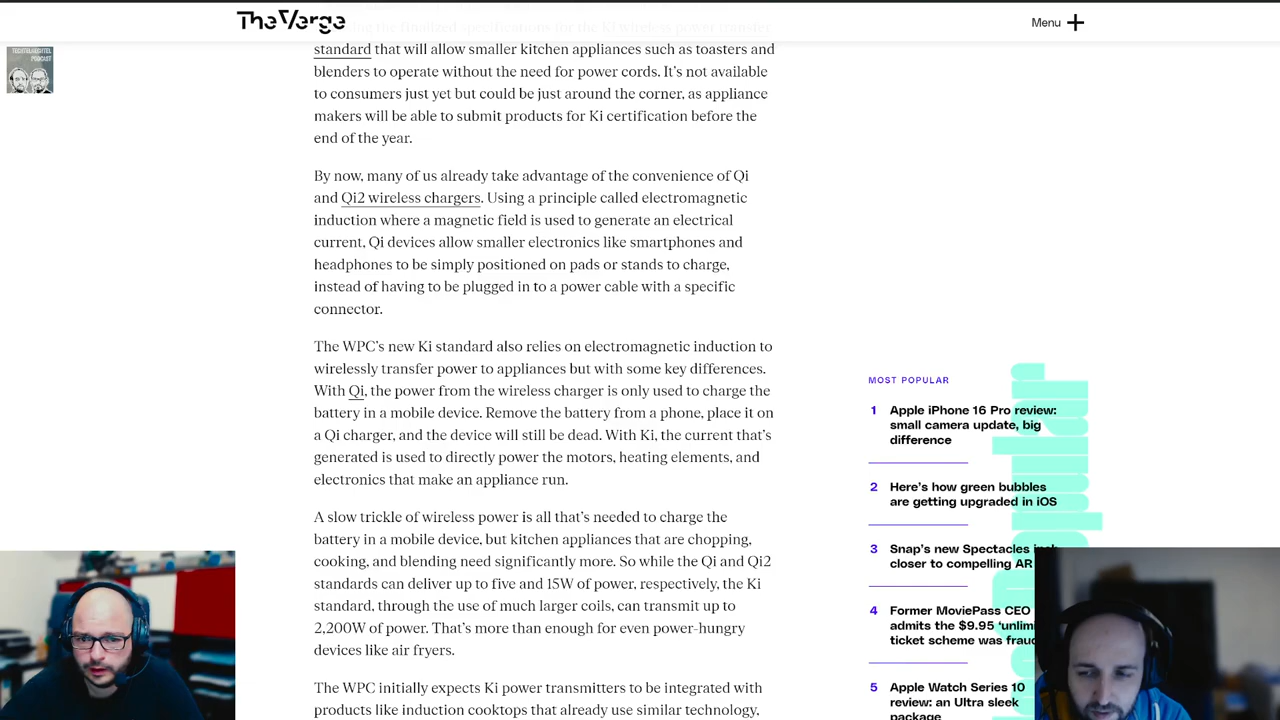 The Verge
Menu
TECHTELMECHTEL
PODCAST
the finalized specifications for the Ki wireless power transfer
standard that will allow smaller kitchen appliances such as toasters and
blenders to operate without the need for power cords. It’s not available
to consumers just yet but could be just around the corner, as appliance
makers will be able to submit products for Ki certification before the
end of the year.
By now, many of us already take advantage of the convenience of Qi
and Qi2 wireless chargers. Using a principle called electromagnetic
induction where a magnetic field is used to generate an electrical
current, Qi devices allow smaller electronics like smartphones and
headphones to be simply positioned on pads or stands to charge,
instead of having to be plugged in to a power cable with a specific
connector.
The WPC’s new Ki standard also relies on electromagnetic induction to
wirelessly transfer power to appliances but with some key differences.
With Qi, the power from the wireless charger is only used to charge the
battery in a mobile device. Remove the battery from a phone, place it on
a Qi charger, and the device will still be dead. With Ki, the current that’s
generated is used to directly power the motors, heating elements, and
electronics that make an appliance run.
A slow trickle of wireless power is all that’s needed to charge the
battery in a mobile device, but kitchen appliances that are chopping,
cooking, and blending need significantly more. So while the Qi and Qi2
standards can deliver up to five and 15W of power, respectively, the Ki
standard, through the use of much larger coils, can transmit up to
2,200W of power. That’s more than enough for even power-hungry
devices like air fryers.
The WPC initially expects Ki power transmitters to be integrated with
products like induction cooktops that already use similar technology,
MOST POPULAR
1 Apple iPhone 16 Pro review:
small camera update, big
difference
2 Here’s how green bubbles
are getting upgraded in iOS
3 Snap’s new Spectacles
closer to compelling AR
4 Former MoviePass CEO
admits the $9.95
ticket scheme was
5 Apple Watch Series 10
review: an Ultra sleek
package